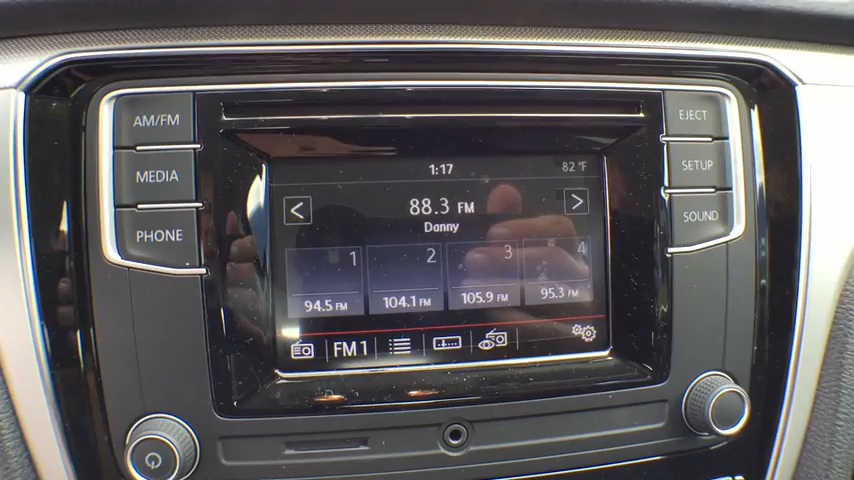 AM/FM
MEDIA
PHONE
1:17
82 °F
<
88.3 FM
>
Danny
1
2
3
4
94.5 FM
104.1 FM
105.9 FM
95.3 FM
FM1
EJECT
SETUP
SOUND